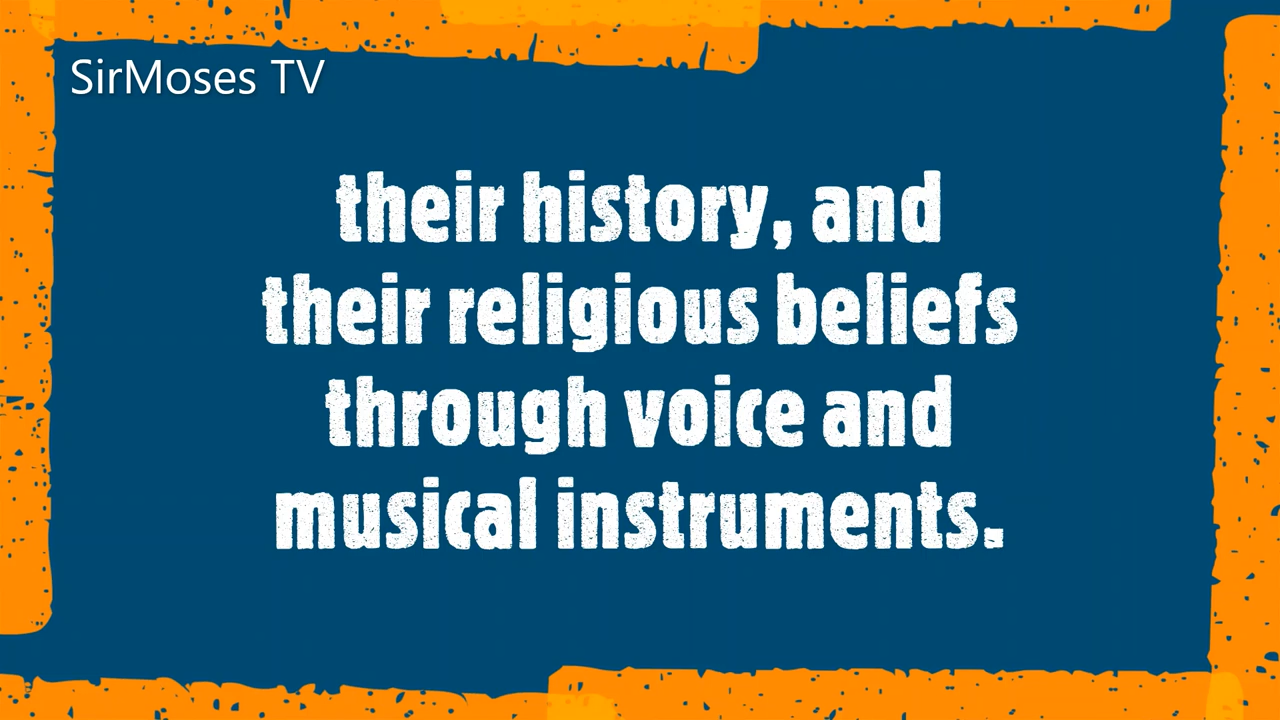 SirMoses TV
their history, and
their religious beliefs
through voice and
musical instruments.